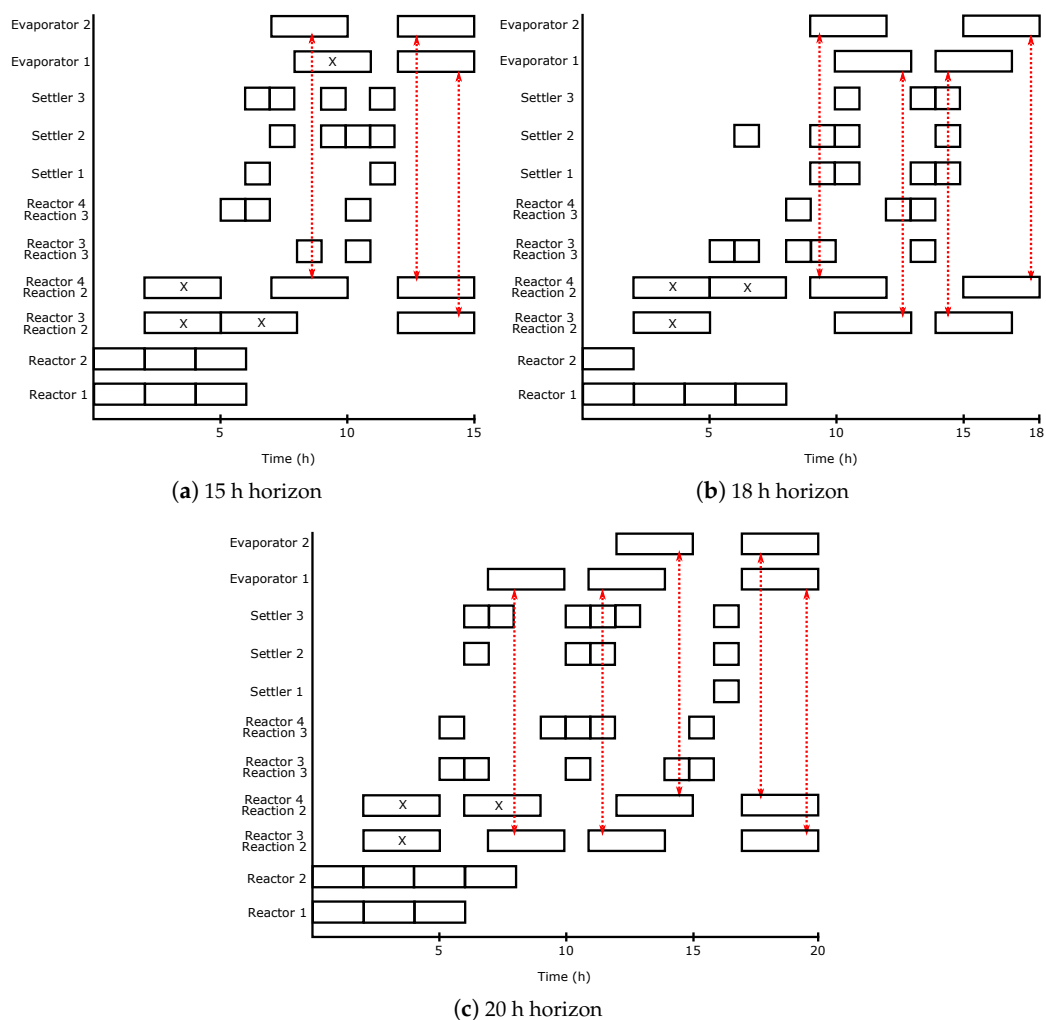 Evaporator 2
Evaporator 1
X
Settler 3
Settler 2
Settler 1
Reactor 4
Reaction 3
Reactor 3
Reaction 3
Reactor 4
Reaction 2
X
Reactor 3
Reaction 2
X X
Reactor 2
Reactor 1
5 10 15
Time (h)
(a) 15 h horizon
Evaporator 2
Evaporator 1
Settler 3
Settler 2
Settler 1
Reactor 4
Reaction 3
Reactor 3
Reaction 3
Reactor 4
Reaction 2
X X
Reactor 3
Reaction 2
X
Reactor 2
Reactor 1
5 10 15 18
Time (h)
(b) 18 h horizon
Evaporator 2
Evaporator 1
Settler 3
Settler 2
Settler 1
Reactor 4
Reaction 3
Reactor 3
Reaction 3
Reactor 4
Reaction 2
X X
Reactor 3
Reaction 2
X
Reactor 2
Reactor 1
5 10 15 20
Time (h)
(c) 20 h horizon